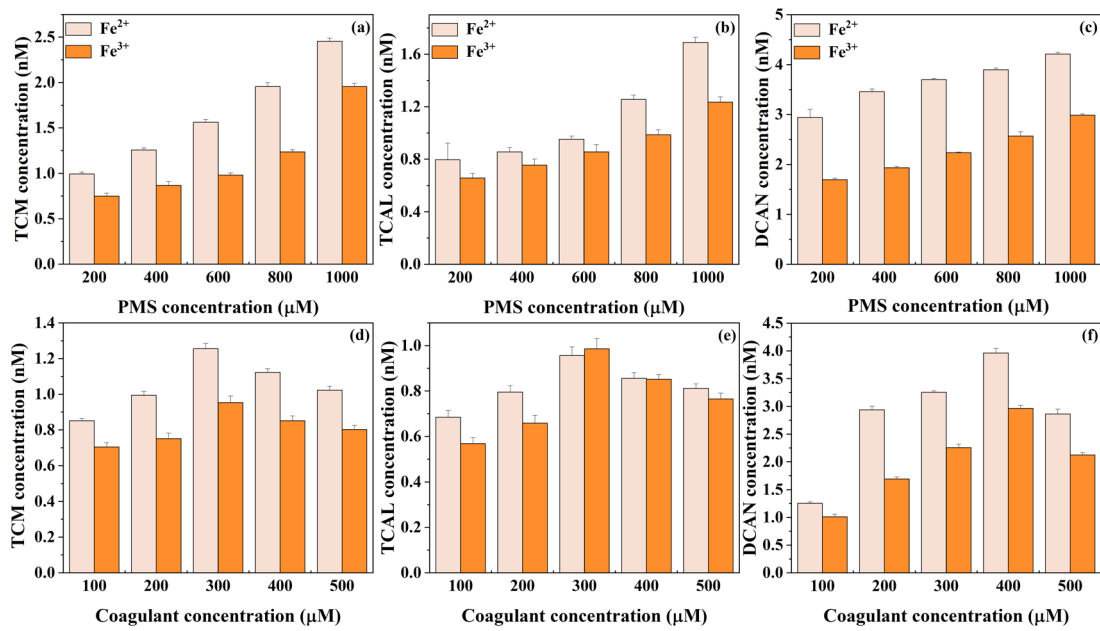 (a)
Fe2+
Fe3+
TCM concentration (nM)
2.5
2.0
1.5
1.0
0.5
0.0
200 400 600 800 1000
PMS concentration (μM)
(b)
Fe2+
Fe3+
TCAL concentration (nM)
1.6
1.2
0.8
0.4
0.0
200 400 600 800 1000
PMS concentration (μM)
(c)
Fe2+
Fe3+
DCAN concentration (nM)
5
4
3
2
1
0
200 400 600 800 1000
PMS concentration (μM)
(d)
TCM concentration (nM)
1.4
1.2
1.0
0.8
0.6
0.4
0.2
0.0
100 200 300 400 500
Coagulant concentration (μM)
(e)
TCAL concentration (nM)
1.0
0.8
0.6
0.4
0.2
0.0
100 200 300 400 500
Coagulant concentration (μM)
(f)
DCAN concentration (nM)
4.5
4.0
3.5
3.0
2.5
2.0
1.5
1.0
0.5
0.0
100 200 300 400 500
Coagulant concentration (μM)